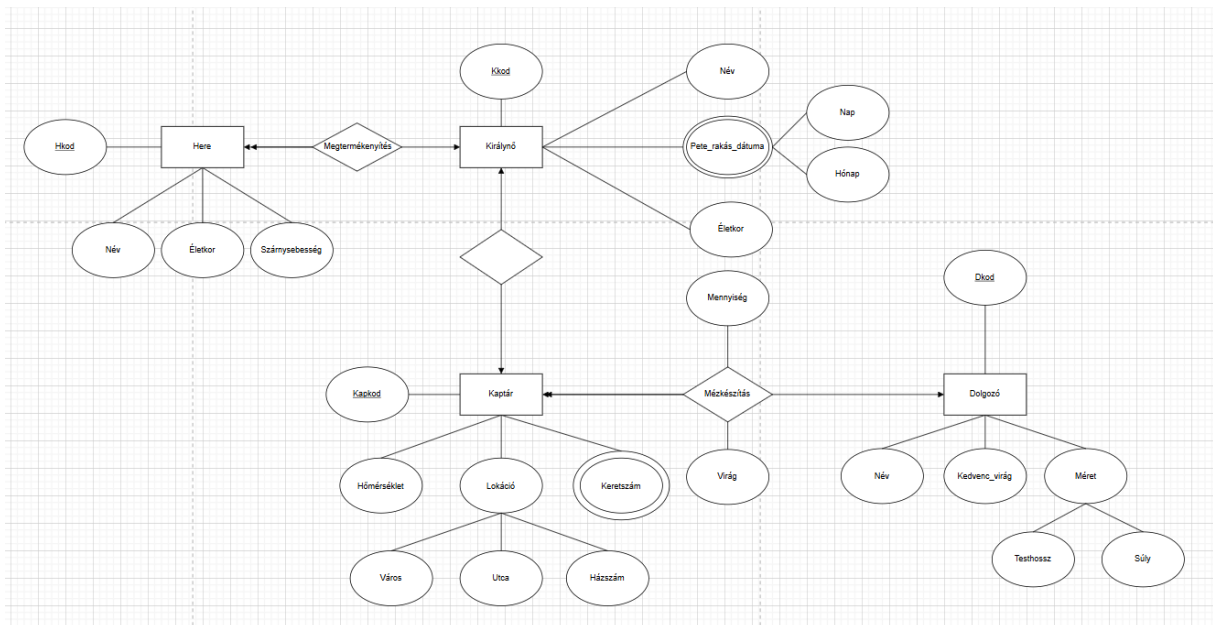 Kkod
Név
Nap
Hkod
Here
Megtermékenyítés
Királynő
Pete_rakás_dátuma
Hónap
Név
Életkor
Szárnysebesség
Életkor
Mennyiség
Dkod
Kapkod
Kaptár
Mézkészítás
Dolgozó
Hőmérséklet
Lokáció
Keretszám
Virág
Név
Kedvenc_virág
Méret
Város
Utca
Házszám
Testhossz
Súly